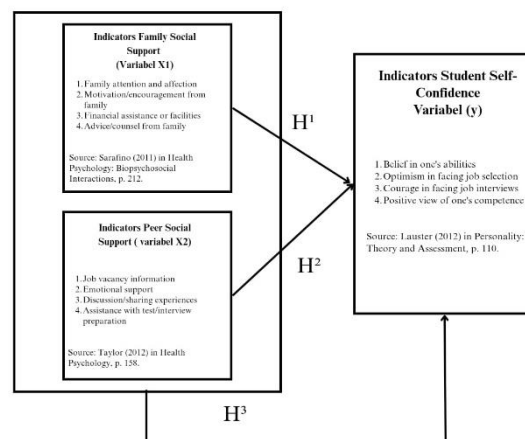 Indicators Family Social
Support
(Variabel X1)
1. Family attention and affection
2. Motivation/encouragement from
family
3. Financial assistance or facilities
4. Advice/counsel from family
Source: Sarafino (2011) in Health
Psychology: Biopsychosocial
Interactions, p. 212.
Indicators Peer Social
Support ( variabel X2)
1. Job vacancy information
2. Emotional support
3. Discussion/sharing experiences
4. Assistance with test/interview
preparation
Source: Taylor (2012) in Health
Psychology, p. 158.
H¹
H²
H³
Indicators Student Self-
Confidence
Variabel (y)
1. Belief in one's abilities
2. Optimism in facing job selection
3. Courage in facing job interviews
4. Positive view of one's competence
Source: Lauster (2012) in Personality:
Theory and Assessment, p. 110.